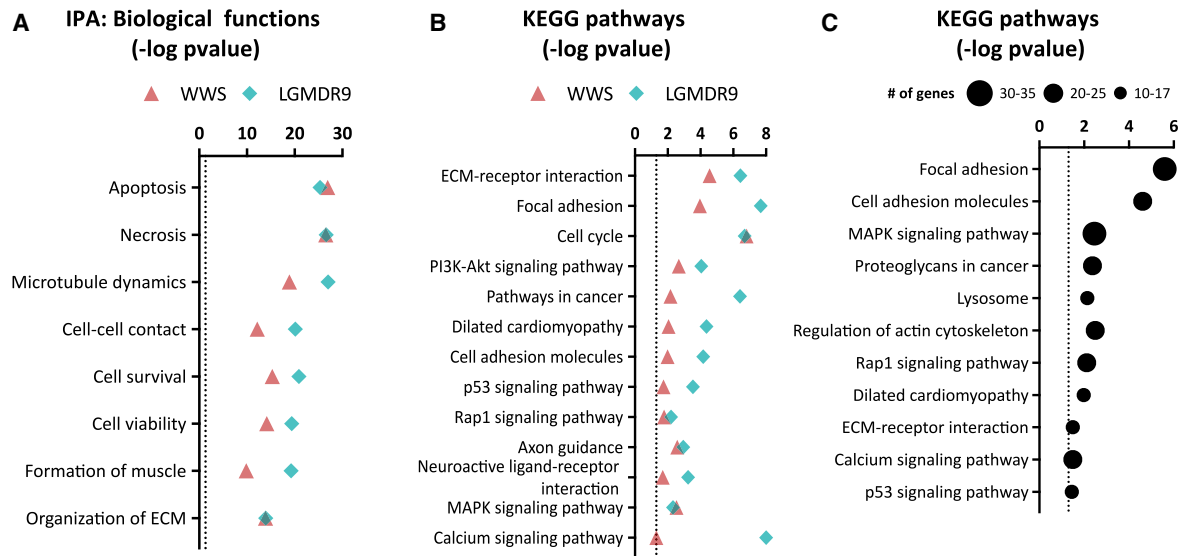 A
IPA: Biological functions
(-log pvalue)
WWS LGMDR9
0 10 20 30
Apoptosis
Necrosis
Microtubule dynamics
Cell-cell contact
Cell survival
Cell viability
Formation of muscle
Organization of ECM
B
KEGG pathways
(-log pvalue)
WWS LGMDR9
0 2 4 6 8
ECM-receptor interaction
Focal adhesion
Cell cycle
PI3K-Akt signaling pathway
Pathways in cancer
Dilated cardiomyopathy
Cell adhesion molecules
p53 signaling pathway
Rap1 signaling pathway
Axon guidance
Neuroactive ligand-receptor
interaction
MAPK signaling pathway
Calcium signaling pathway
C
KEGG pathways
(-log pvalue)
# of genes 30-35 20-25 10-17
0 2 4 6
Focal adhesion
Cell adhesion molecules
MAPK signaling pathway
Proteoglycans in cancer
Lysosome
Regulation of actin cytoskeleton
Rap1 signaling pathway
Dilated cardiomyopathy
ECM-receptor interaction
Calcium signaling pathway
p53 signaling pathway